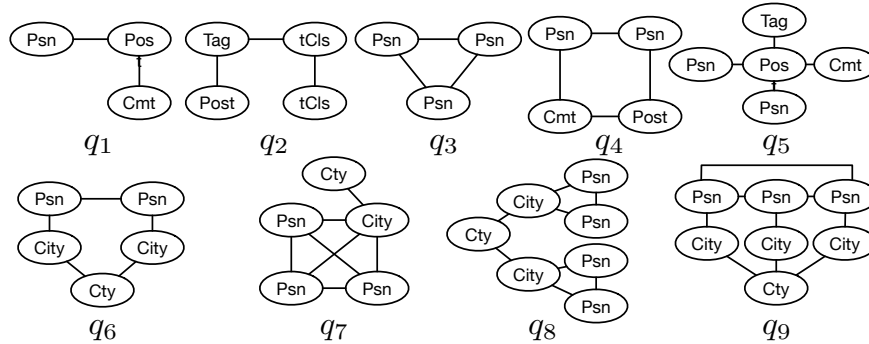 Psn Pos Cmt
Tag tCls Post tCls
Psn Psn Psn
Psn Psn Cmt Post
Tag Psn Pos Cmt Psn
q1 q2 q3 q4 q5
Psn Psn City City Cty
Cty Psn City Psn Psn
Cty City Psn Psn City Psn Psn
Psn Psn Psn City City City Cty
q6 q7 q8 q9